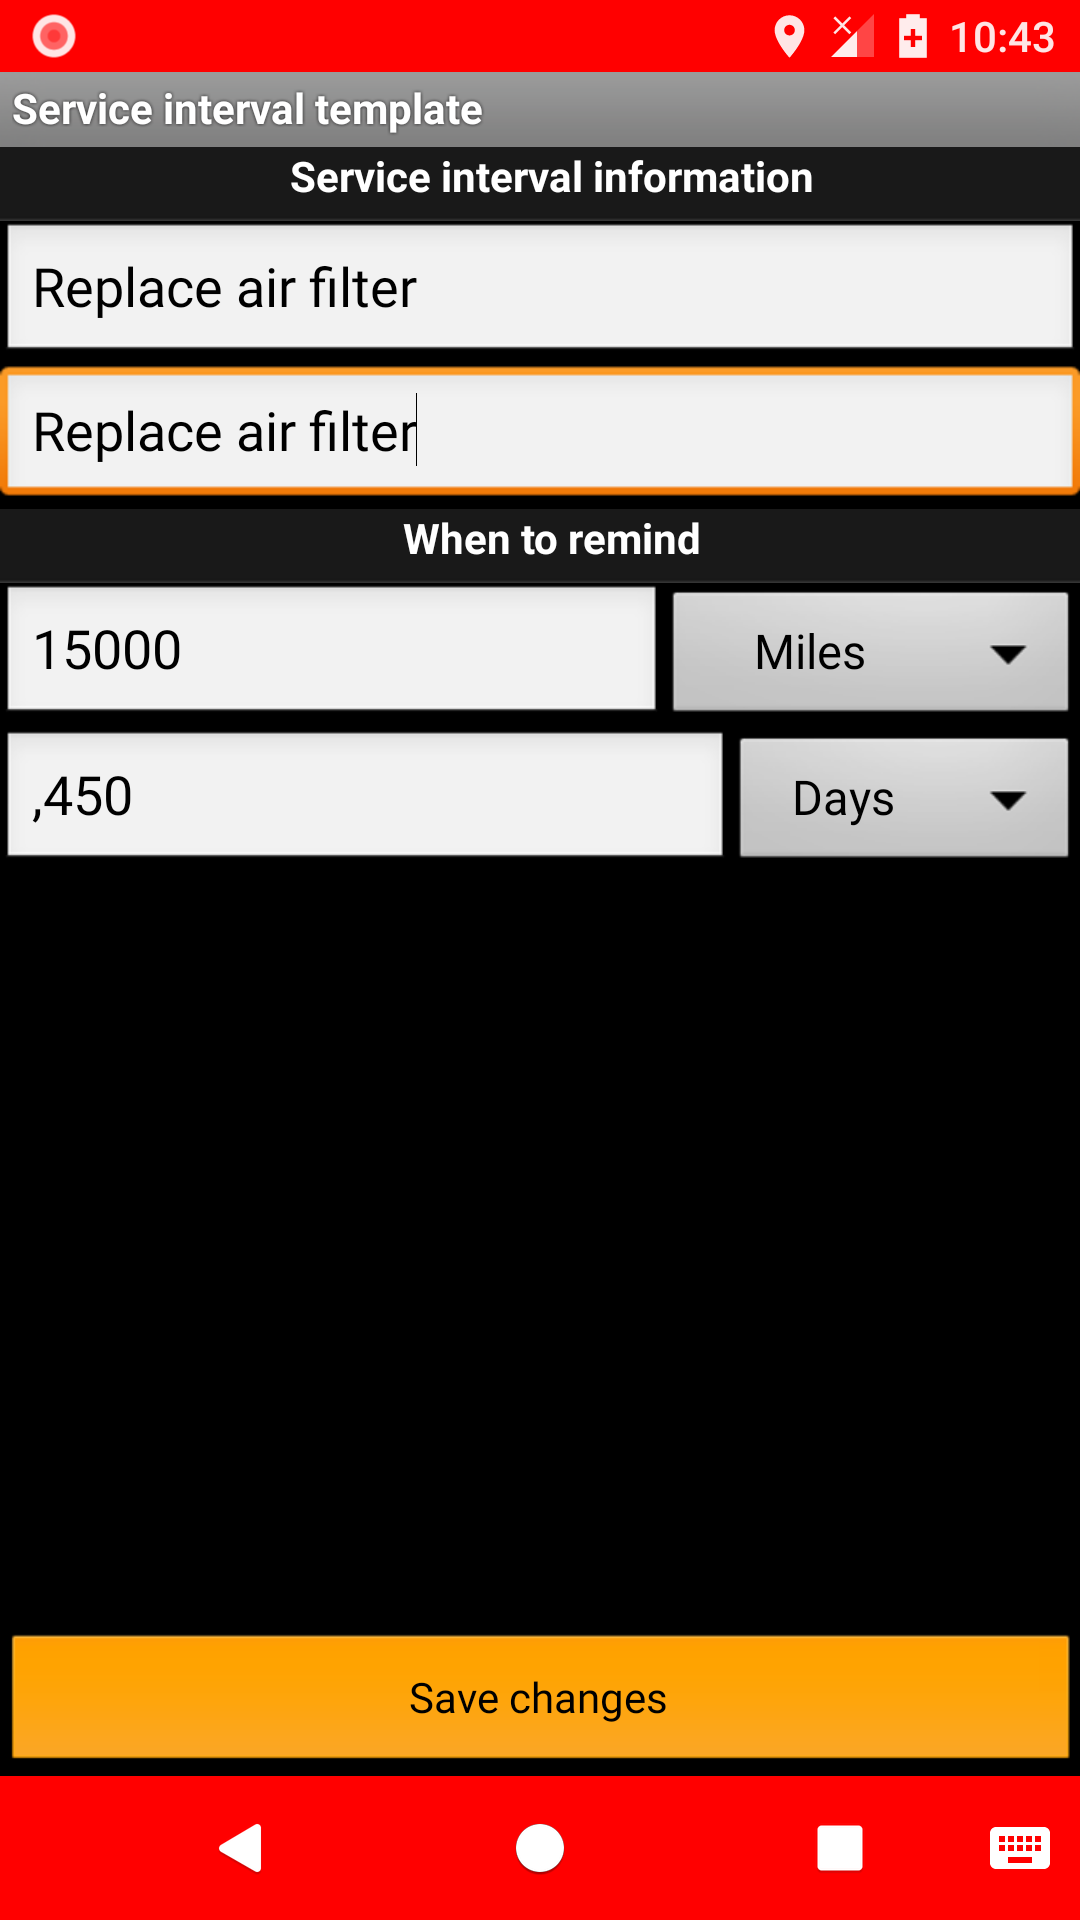 10:43
Service interval template
Service interval information
Replace air filter
Replace air filter
When to remind
15000
Miles
,450
Days
Save changes